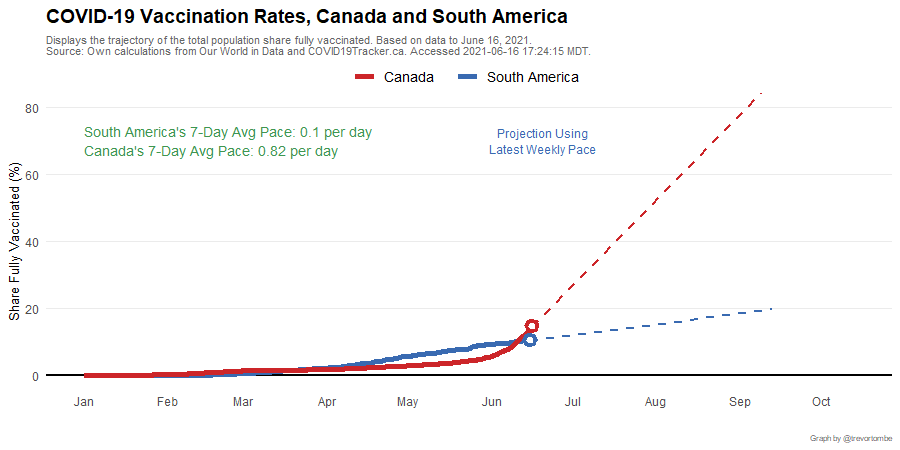 COVID-19 Vaccination Rates, Canada and South America
Displays the trajectory of the total population share fully vaccinated. Based on data to June 16, 2021.
Source: Own calculations from Our World in Data and COVID19Tracker.ca. Accessed 2021-06-16 17:24:15 MDT.
Canada
South America
80
60
40
20
0
Share Fully Vaccinated (%)
South America's 7-Day Avg Pace: 0.1 per day
Canada's 7-Day Avg Pace: 0.82 per day
Projection Using
Latest Weekly Pace
Jan Feb Mar Apr May Jun Jul Aug Sep Oct
Graph by @trevortombe